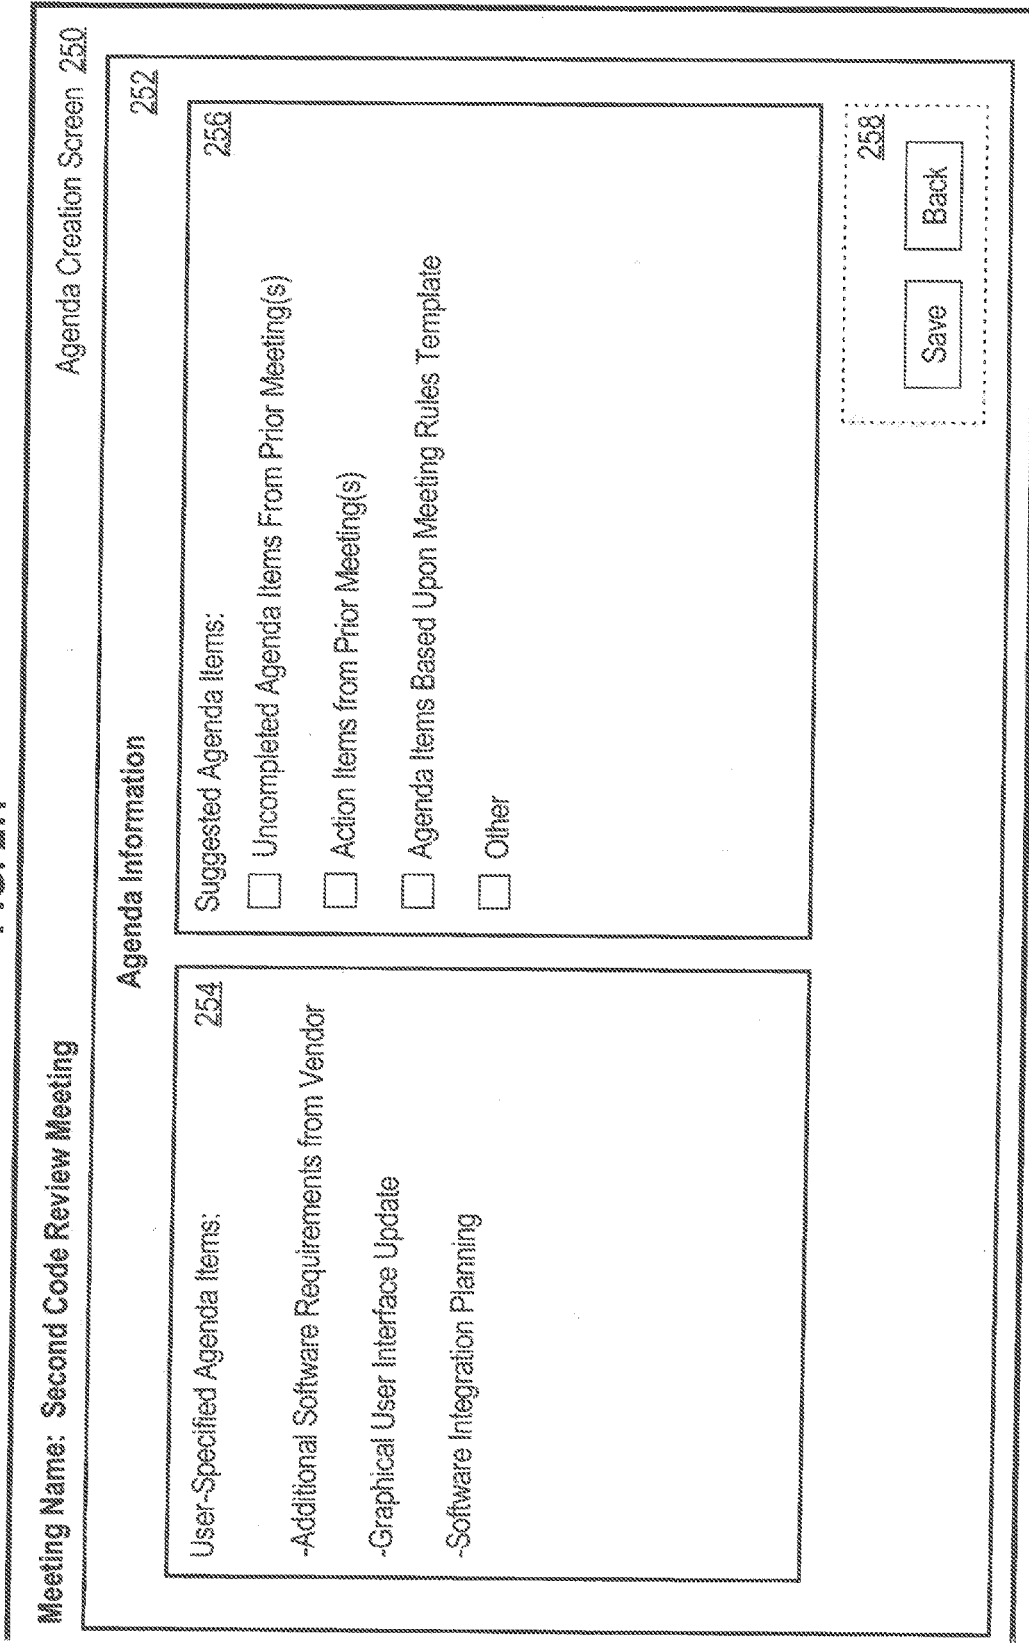 Meeting Name: Second Code Review Meeting
Agenda Creation Screen 250
Agenda Information
252
User-Specified Agenda Items:
254
-Additional Software Requirements from Vendor
-Graphical User Interface Update
-Software Integration Planning
Suggested Agenda Items:
256
Uncompleted Agenda Items From Prior Meeting(s)
Action Items from Prior Meeting(s)
Agenda Items Based Upon Meeting Rules Template
Other
258
Save
Back